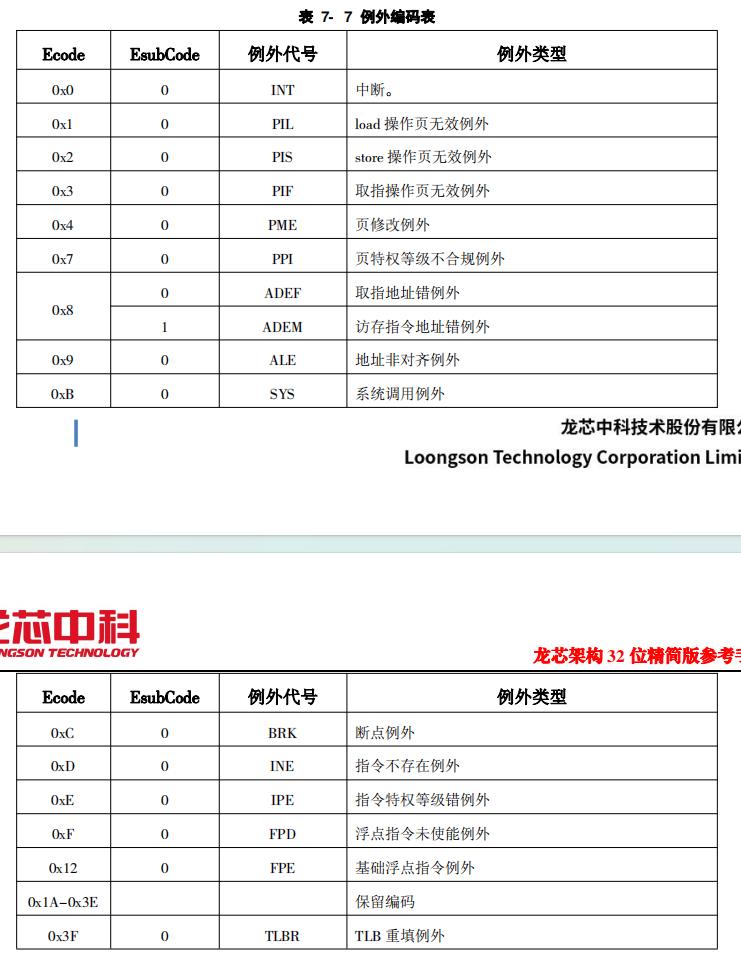 表 7- 7 例外编码表
Ecode EsubCode 例外代号 例外类型
0x0 0 INT 中断。
0x1 0 PIL load 操作页无效例外
0x2 0 PIS store 操作页无效例外
0x3 0 PIF 取指操作页无效例外
0x4 0 PME 页修改例外
0x7 0 PPI 页特权等级不合规例外
0x8 0 ADEF 取指地址错例外
1 ADEM 访存指令地址错例外
0x9 0 ALE 地址非对齐例外
0xB 0 SYS 系统调用例外
龙芯中科技术股份有限
Loongson Technology Corporation Limi
芯中科
NGSON TECHNOLOGY
龙芯架构 32 位精简版参考
Ecode EsubCode 例外代号 例外类型
0xC 0 BRK 断点例外
0xD 0 INE 指令不存在例外
0xE 0 IPE 指令特权等级错例外
0xF 0 FPD 浮点指令未使能例外
0x12 0 FPE 基础浮点指令例外
0x1A-0x3E 保留编码
0x3F 0 TLBR TLB 重填例外